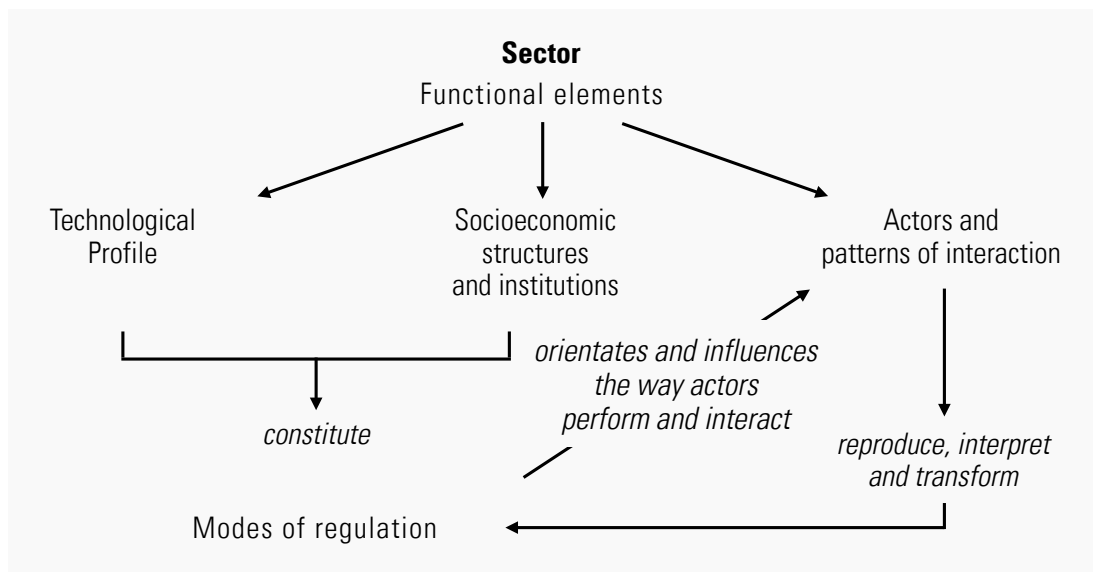 Sector
Functional elements
Technological
Profile
Socioeconomic
structures
and institutions
Actors and
patterns of interaction
orientates and influences
the way actors
perform and interact
constitute
reproduce, interpret
and transform
Modes of regulation